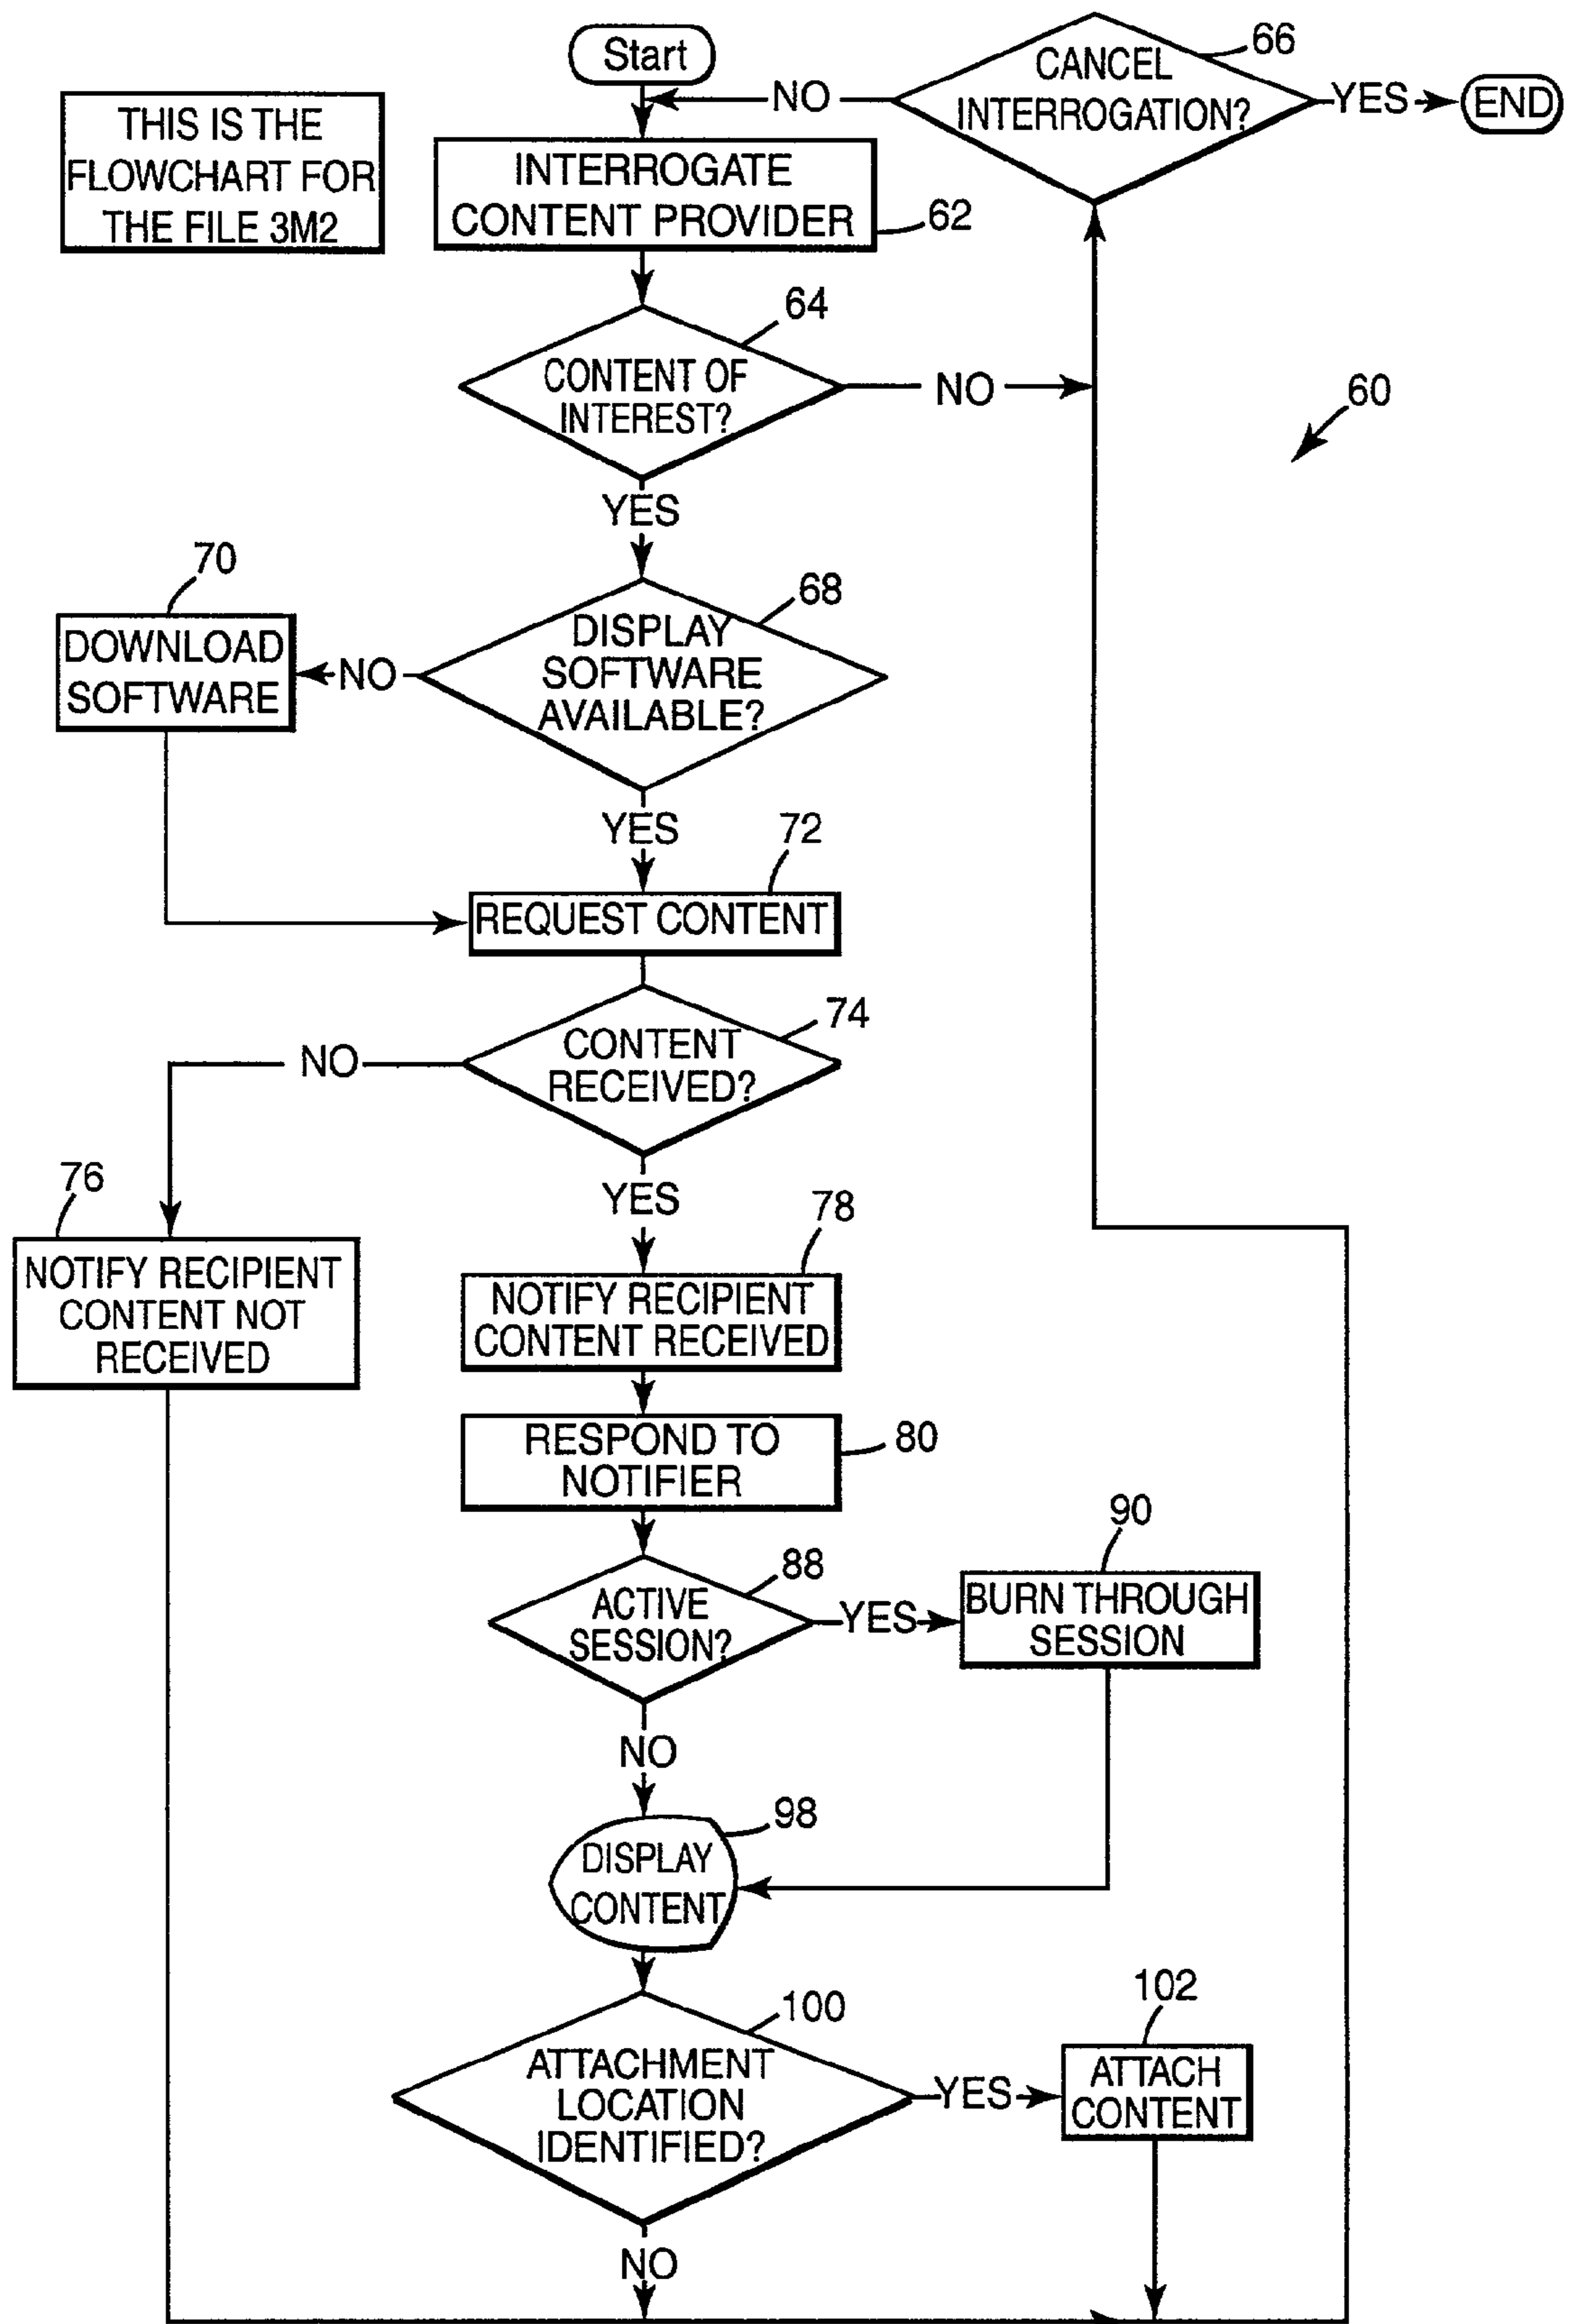 Start
66
CANCEL
INTERROGATION?
NO
YES
END
THIS IS THE
FLOWCHART FOR
THE FILE 3M2
INTERROGATE
CONTENT PROVIDER
62
64
CONTENT OF
INTEREST?
NO
60
YES
70
68
DOWNLOAD
SOFTWARE
NO
DISPLAY
SOFTWARE
AVAILABLE?
YES
72
REQUEST CONTENT
74
NO
CONTENT
RECEIVED?
76
YES
78
NOTIFY RECIPIENT
CONTENT NOT
RECEIVED
NOTIFY RECIPIENT
CONTENT RECEIVED
RESPOND TO
NOTIFIER
80
90
88
ACTIVE
SESSION?
YES
BURN THROUGH
SESSION
NO
98
DISPLAY
CONTENT
102
100
ATTACHMENT
LOCATION
IDENTIFIED?
YES
ATTACH
CONTENT
NO